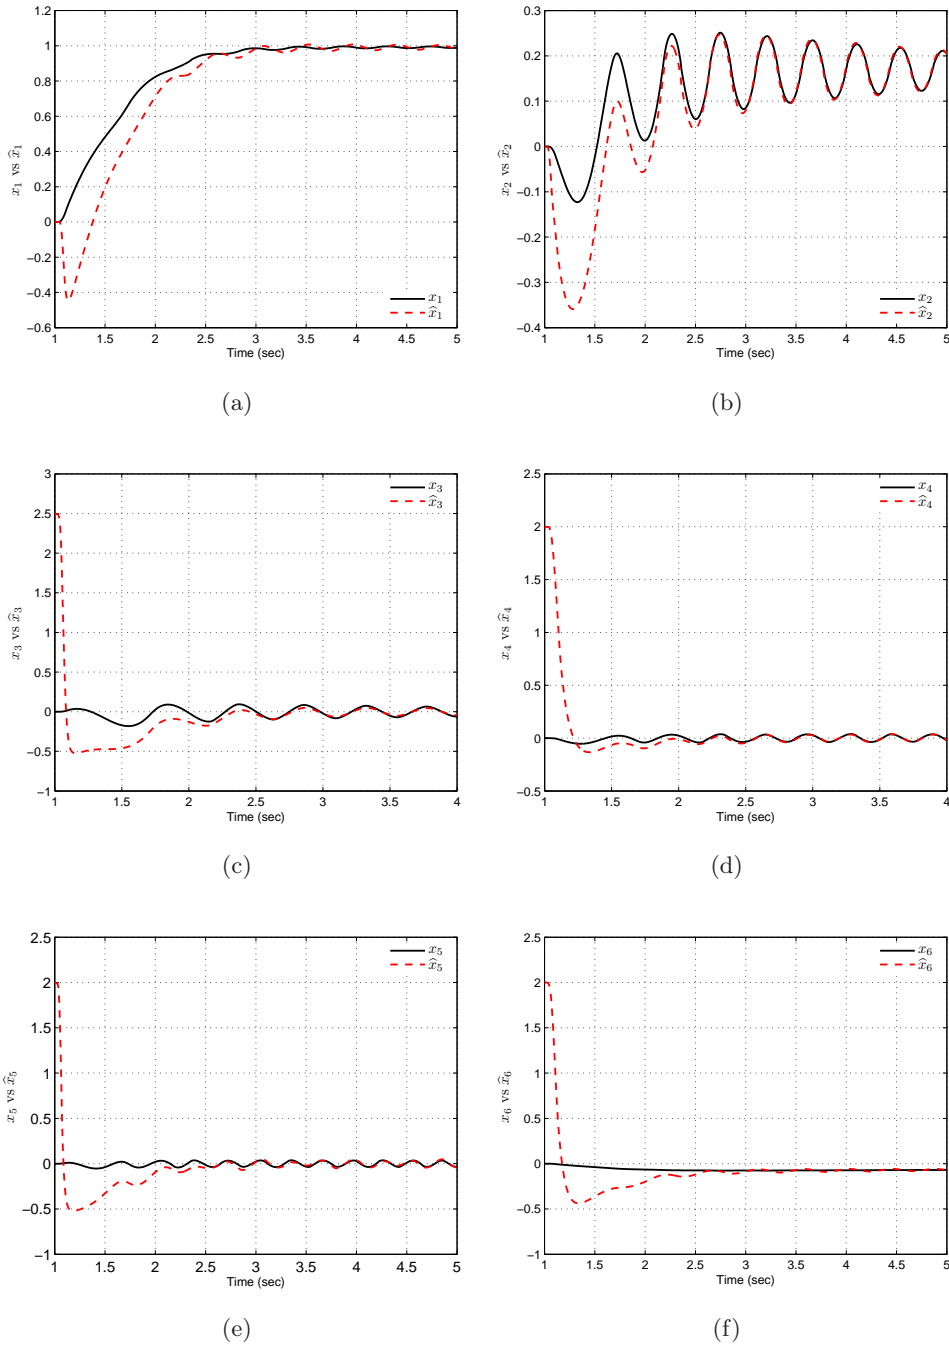 1.2
1
0.8
0.6
0.4
0.2
0
−0.2
−0.4
−0.6
x₁ vs x̂₁
1 1.5 2 2.5 3 3.5 4 4.5 5
Time (sec)
x₁
x̂₁
(a)
0.3
0.2
0.1
0
−0.1
−0.2
−0.3
−0.4
x₂ vs x̂₂
1 1.5 2 2.5 3 3.5 4 4.5 5
Time (sec)
x₂
x̂₂
(b)
3
2.5
2
1.5
1
0.5
0
−0.5
−1
x₃ vs x̂₃
1 1.5 2 2.5 3 3.5 4
Time (sec)
x₃
x̂₃
(c)
2.5
2
1.5
1
0.5
0
−0.5
x₄ vs x̂₄
1 1.5 2 2.5 3 3.5 4
Time (sec)
x₄
x̂₄
(d)
2.5
2
1.5
1
0.5
0
−0.5
−1
x₅ vs x̂₅
1 1.5 2 2.5 3 3.5 4 4.5 5
Time (sec)
x₅
x̂₅
(e)
2.5
2
1.5
1
0.5
0
−0.5
−1
x₆ vs x̂₆
1 1.5 2 2.5 3 3.5 4 4.5 5
Time (sec)
x₆
x̂₆
(f)